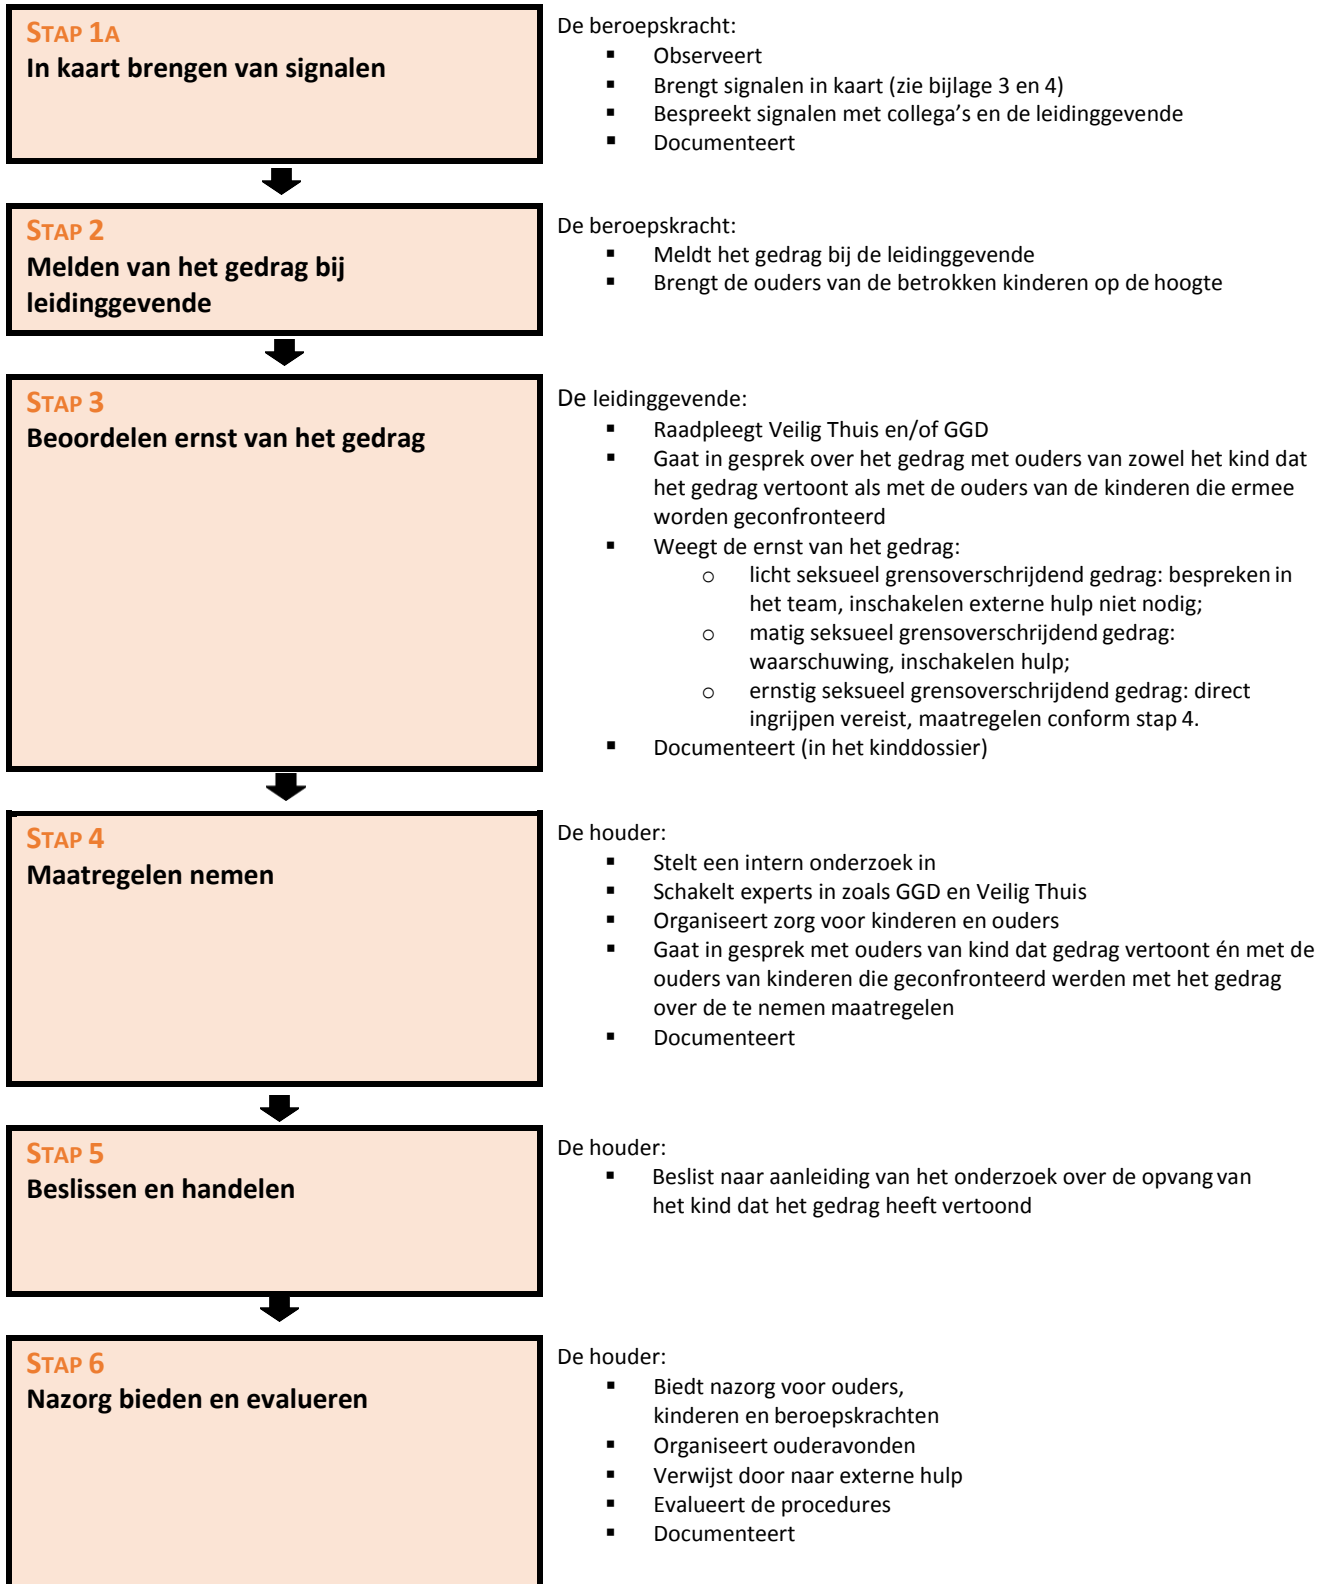 STAP 1A
In kaart brengen van signalen
De beroepskracht:
▪ Observeert
▪ Brengt signalen in kaart (zie bijlage 3 en 4)
▪ Bespreekt signalen met collega’s en de leidinggevende
▪ Documenteert
STAP 2
Melden van het gedrag bij
leidinggevende
De beroepskracht:
▪ Meldt het gedrag bij de leidinggevende
▪ Brengt de ouders van de betrokken kinderen op de hoogte
STAP 3
Beoordelen ernst van het gedrag
De leidinggevende:
▪ Raadpleegt Veilig Thuis en/of GGD
▪ Gaat in gesprek over het gedrag met ouders van zowel het kind dat
het gedrag vertoont als met de ouders van de kinderen die ermee
worden geconfronteerd
▪ Weegt de ernst van het gedrag:
o licht seksueel grensoverschrijdend gedrag: bespreken in
het team, inschakelen externe hulp niet nodig;
o matig seksueel grensoverschrijdend gedrag:
waarschuwing, inschakelen hulp;
o ernstig seksueel grensoverschrijdend gedrag: direct
ingrijpen vereist, maatregelen conform stap 4.
▪ Documenteert (in het kinddossier)
STAP 4
Maatregelen nemen
De houder:
▪ Stelt een intern onderzoek in
▪ Schakelt experts in zoals GGD en Veilig Thuis
▪ Organiseert zorg voor kinderen en ouders
▪ Gaat in gesprek met ouders van kind dat gedrag vertoont én met de
ouders van kinderen die geconfronteerd werden met het gedrag
over de te nemen maatregelen
▪ Documenteert
STAP 5
Beslissen en handelen
De houder:
▪ Beslist naar aanleiding van het onderzoek over de opvang van
het kind dat het gedrag heeft vertoond
STAP 6
Nazorg bieden en evalueren
De houder:
▪ Biedt nazorg voor ouders,
kinderen en beroepskrachten
▪ Organiseert ouderavonden
▪ Verwijst door naar externe hulp
▪ Evalueert de procedures
▪ Documenteert